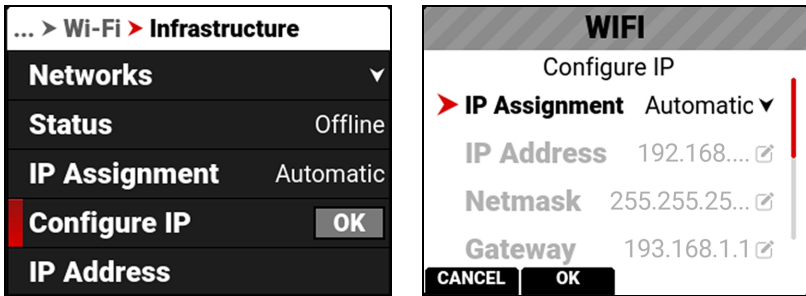 ... > Wi-Fi > Infrastructure
Networks
Status Offline
IP Assignment Automatic
Configure IP OK
IP Address
WIFI
Configure IP
IP Assignment Automatic
IP Address 192.168....
Netmask 255.255.25...
Gateway 193.168.1.1
CANCEL OK